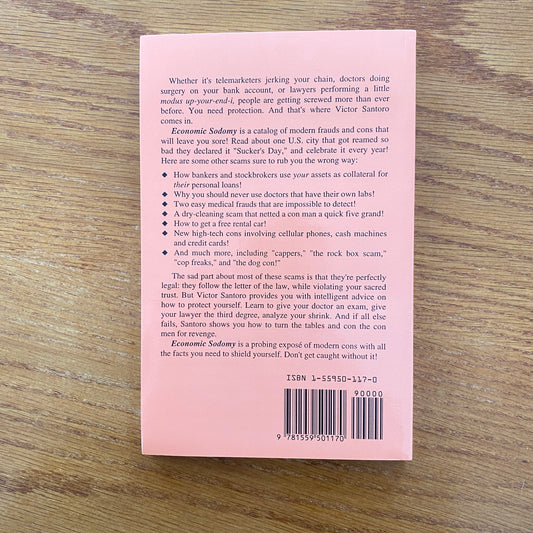 Whether it's telemarketers jerking your chain, doctors doing
surgery on your bank account, or lawyers performing a little
modus up-your-end-i, people are getting screwed more than ever
before. You need protection. And that's where Victor Santoro
comes in.
Economic Sodomy is a catalog of modern frauds and cons that
will leave you sore! Read about one U.S. city that got reamed so
bad they declared it "Sucker's Day," and celebrate it every year!
Here are some other scams sure to rub you the wrong way:
◆ How bankers and stockbrokers use your assets as collateral for
their personal loans!
◆ Why you should never use doctors that have their own labs!
◆ Two easy medical frauds that are impossible to detect!
◆ A dry-cleaning scam that netted a con man a quick five grand!
◆ How to get a free rental car!
◆ New high-tech cons involving cellular phones, cash machines
and credit cards!
◆ And much more, including "cappers," "the rock box scam,"
"cop freaks," and "the dog con!"
The sad part about most of these scams is that they're perfectly
legal: they follow the letter of the law, while violating your sacred
trust. But Victor Santoro provides you with intelligent advice on
how to protect yourself. Learn to give your doctor an exam, give
your lawyer the third degree, analyze your shrink. And if all else
fails, Santoro shows you how to turn the tables and con the con
men for revenge.
Economic Sodomy is a probing exposé of modern cons with all
the facts you need to shield yourself. Don't get caught without it!
ISBN 1-55950-117-0
90000
9 781559 501170